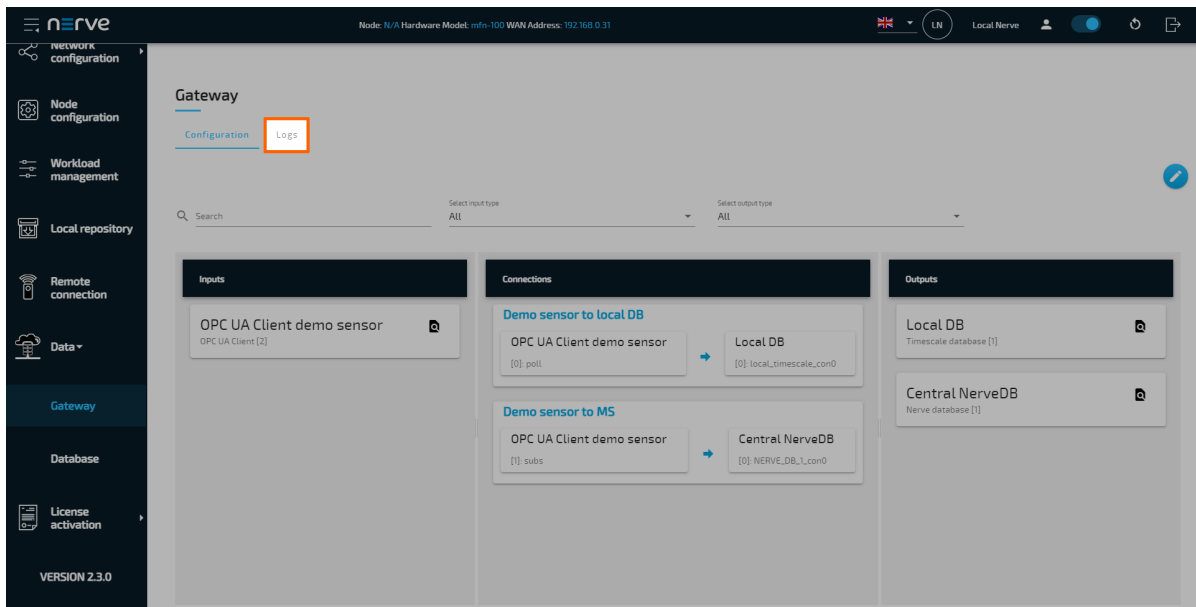 nerve
Node: N/A Hardware Model: mfn-100 WAN Address: 192.168.0.31
LN
Local Nerve
Network
configuration
Node
configuration
Workload
management
Local repository
Remote
connection
Data
Gateway
Database
License
activation
VERSION 2.3.0
Gateway
Configuration
Logs
Search
Select input type
All
Select output type
All
Inputs
OPC UA Client demo sensor
OPC UA Client [2]
Connections
Demo sensor to local DB
OPC UA Client demo sensor
[0]: poll
Local DB
[0]: local_timescale_con0
Demo sensor to MS
OPC UA Client demo sensor
[1]: subs
Central NerveDB
[0]: NERVE_DB_1_con0
Outputs
Local DB
Timescale database [1]
Central NerveDB
Nerve database [1]